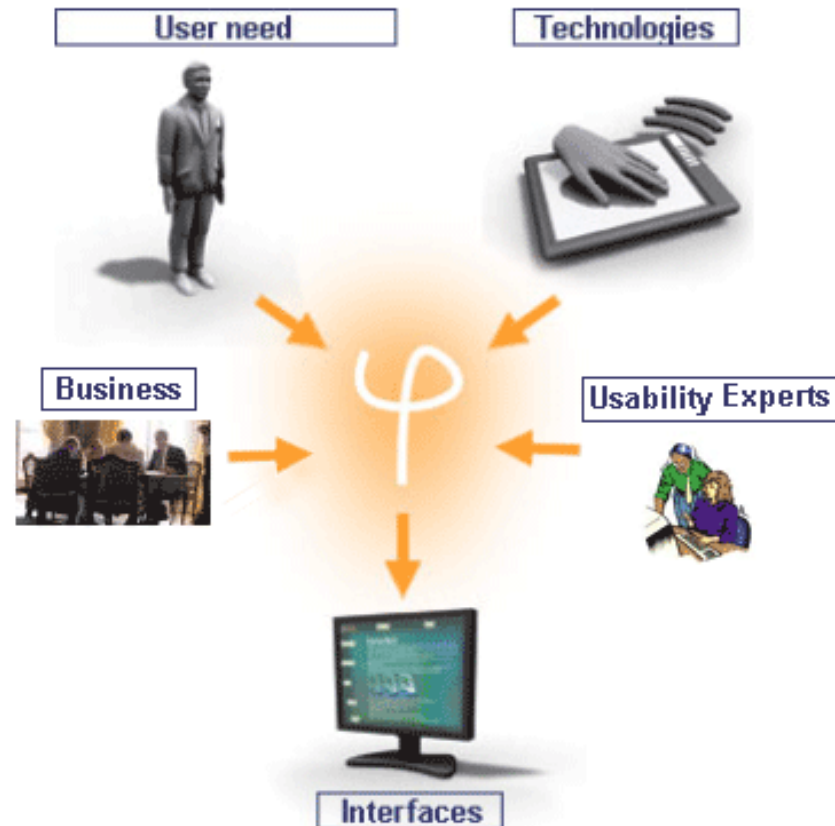 User need
Technologies
Business
Usability Experts
φ
Interfaces